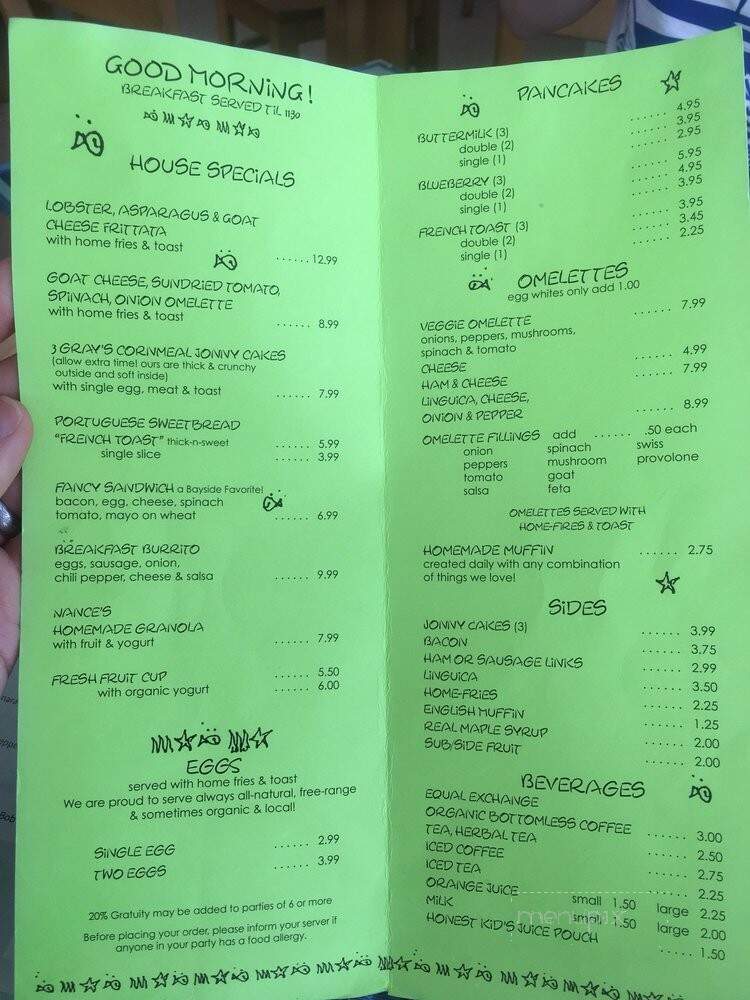 GOOD MORNING!
BREAKFAST SERVED TIL 1130
HOUSE SPECIALS
LOBSTER, ASPARAGUS & GOAT
CHEESE FRITTATA
with home fries & toast ......12.99
GOAT CHEESE, SUNDRIED TOMATO,
SPINACH, ONION OMELETTE
with home fries & toast ...... 8.99
3 GRAY'S CORNMEAL JONNY CAKES
(allow extra time! ours are thick & crunchy
outside and soft inside)
with single egg, meat & toast ...... 7.99
PORTUGUESE SWEETBREAD
"FRENCH TOAST" thick-n-sweet ...... 5.99
single slice ...... 3.99
FANCY SANDWICH a Bayside Favorite!
bacon, egg, cheese, spinach
tomato, mayo on wheat ...... 6.99
BREAKFAST BURRITO
eggs, sausage, onion,
chili pepper, cheese & salsa ...... 9.99
NANCE'S
HOMEMADE GRANOLA
with fruit & yogurt ...... 7.99
FRESH FRUIT CUP ...... 5.50
with organic yogurt ...... 6.00
EGGS
served with home fries & toast
We are proud to serve always all-natural, free-range
& sometimes organic & local!
SINGLE EGG ...... 2.99
TWO EGGS ...... 3.99
20% Gratuity may be added to parties of 6 or more
Before placing your order, please inform your server if
anyone in your party has a food allergy.
PANCAKES
BUTTERMILK (3) ...... 4.95
double (2) 3.95
single (1) ...... 2.95
BLUEBERRY (3) ...... 5.95
double (2) ...... 4.95
single (1) ...... 3.95
FRENCH TOAST (3) ...... 3.95
double (2) ...... 3.45
single (1) ...... 2.25
OMELETTES
egg whites only add 1.00
VEGGIE OMELETTE ...... 7.99
onions, peppers, mushrooms,
spinach & tomato
CHEESE ...... 4.99
HAM & CHEESE ...... 7.99
LINGUICA, CHEESE,
ONION & PEPPER ...... 8.99
OMELETTE FILLINGS add ...... .50 each
onion spinach swiss
peppers mushroom provolone
tomato goat
salsa feta
OMELETTES SERVED WITH
HOME-FIRES & TOAST
HOMEMADE MUFFIN ...... 2.75
created daily with any combination
of things we love!
SIDES
JONNY CAKES (3) ...... 3.99
BACON ...... 3.75
HAM OR SAUSAGE LINKS ...... 2.99
LINGUICA ...... 3.50
HOME-FRIES ...... 2.25
ENGLISH MUFFIN ...... 1.25
REAL MAPLE SYRUP ...... 2.00
SUB/SIDE FRUIT ...... 2.00
BEVERAGES
EQUAL EXCHANGE
ORGANIC BOTTOMLESS COFFEE ...... 3.00
TEA, HERBAL TEA ...... 2.50
ICED COFFEE ...... 2.75
ICED TEA ...... 2.25
ORANGE JUICE small 1.50 large 2.25
MILK small 1.50 large 2.00
HONEST KID'S JUICE POUCH ..... 1.50
menupix